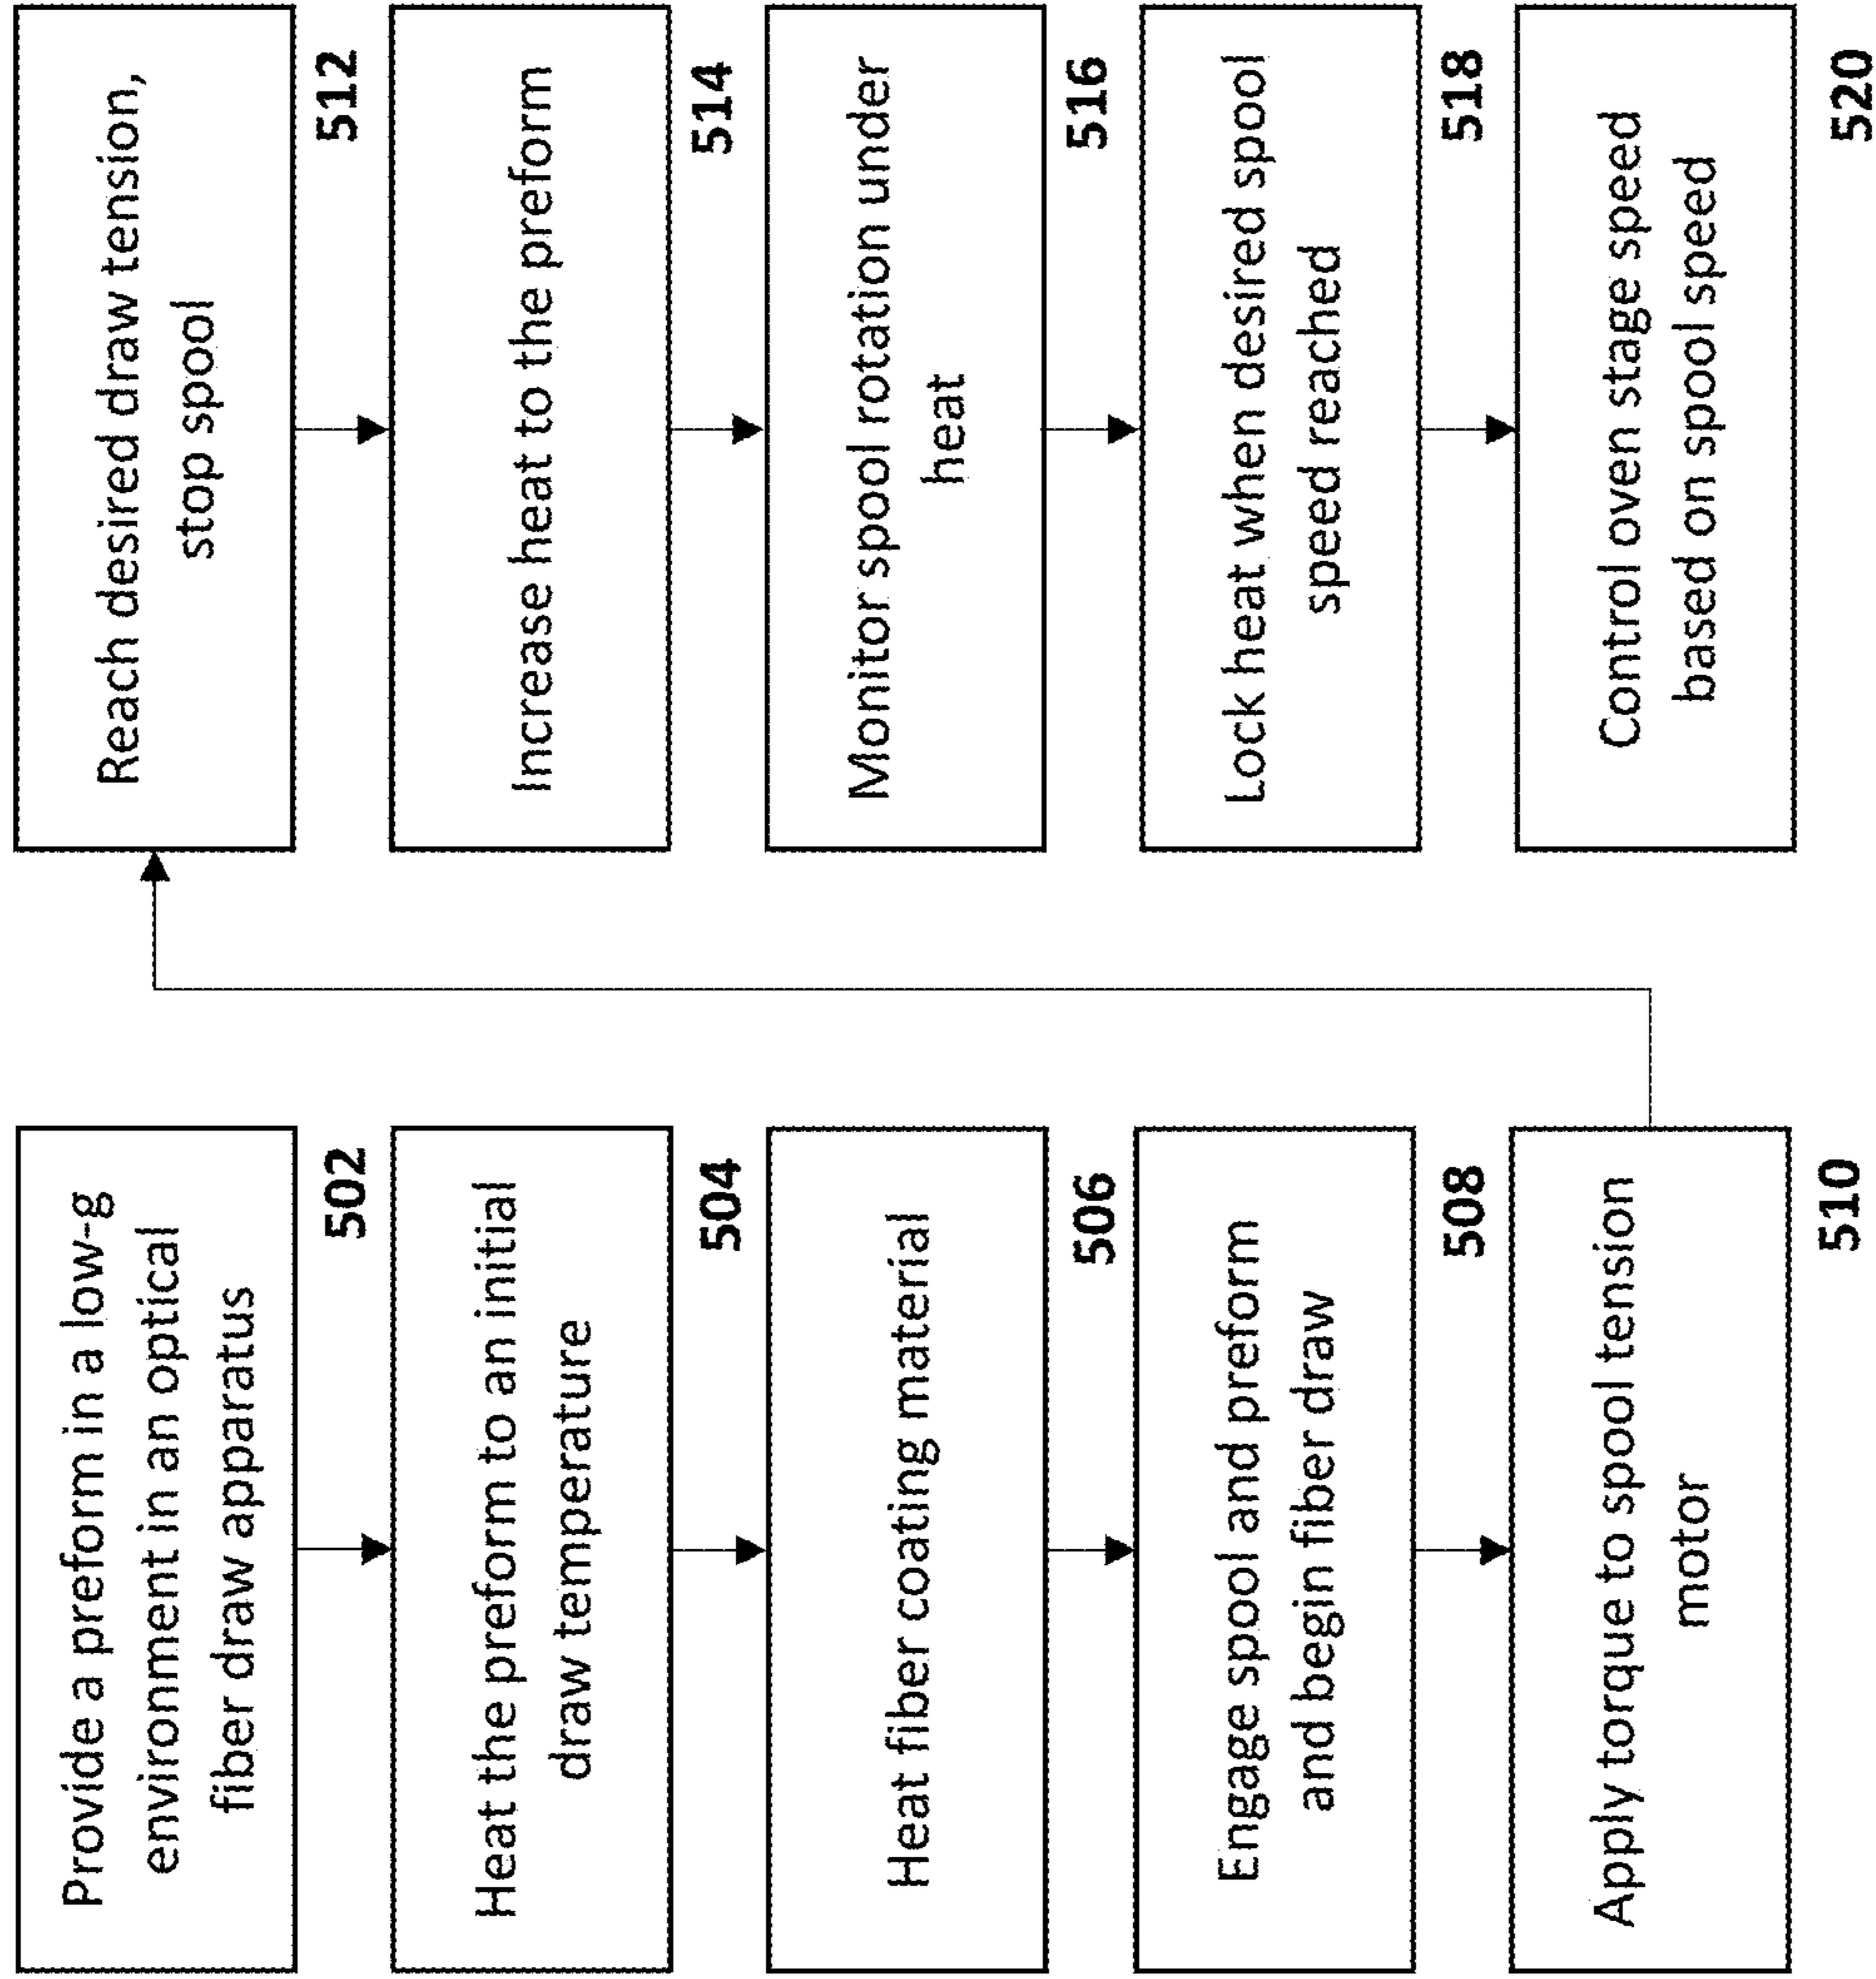 Provide a preform in a low-g
environment in an optical
fiber draw apparatus
502
Heat the preform to an initial
draw temperature
504
Heat fiber coating material
506
Engage spool and preform
and begin fiber draw
508
Apply torque to spool tension
motor
510
Reach desired draw tension,
stop spool
512
Increase heat to the preform
514
Monitor spool rotation under
heat
516
Lock heat when desired spool
speed reached
518
Control oven stage speed
based on spool speed
520